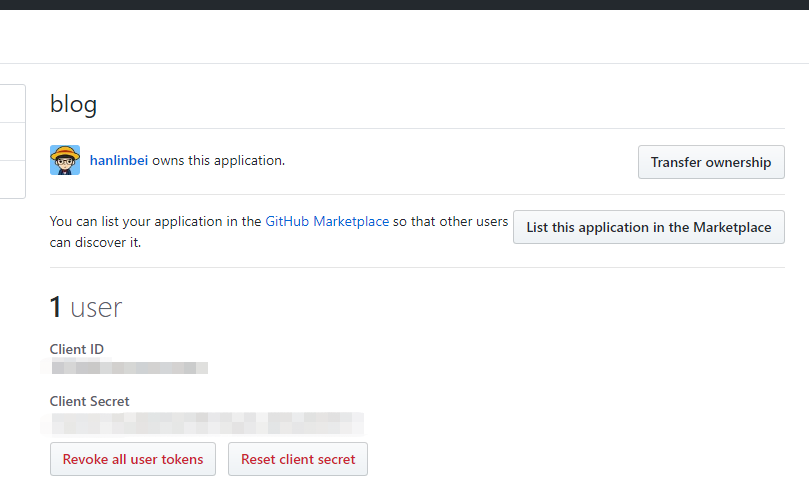 blog
hanlinbei owns this application.
Transfer ownership
You can list your application in the GitHub Marketplace so that other users
can discover it.
List this application in the Marketplace
1 user
Client ID
Client Secret
Revoke all user tokens
Reset client secret